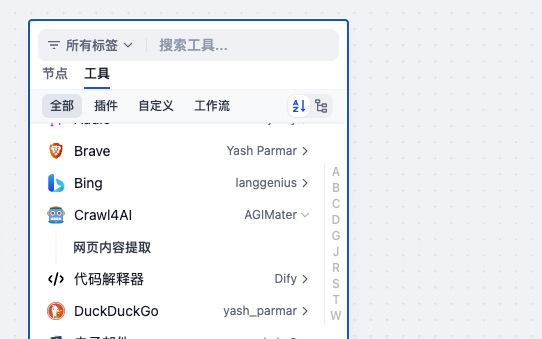 所有标签 搜索工具...
节点 工具
全部 插件 自定义 工作流 AZ
Brave Yash Parmar
Bing langgenius
Crawl4AI AGIMater
网页内容提取
代码解释器 Dify
DuckDuckGo yash_parmar
A
B
C
D
G
J
R
S
T
W